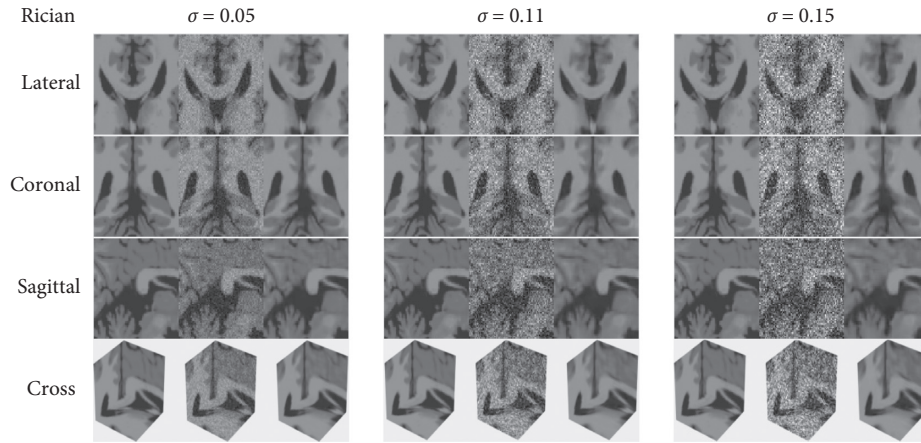 Rician σ = 0.05 σ = 0.11 σ = 0.15
Lateral
Coronal
Sagittal
Cross